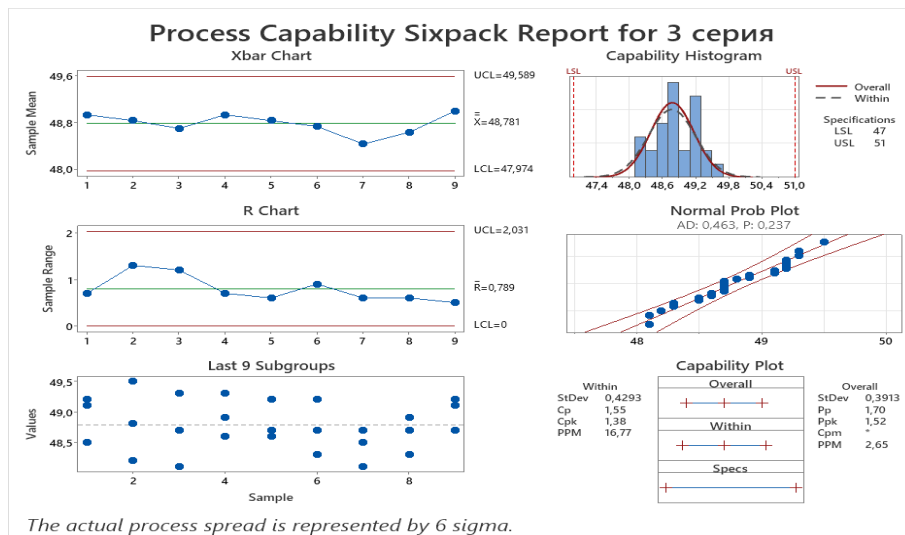 Process Capability Sixpack Report for 3 серия
Xbar Chart
Sample Mean
49,6
48,8
48,0
UCL=49,589
X=48,781
LCL=47,974
1 2 3 4 5 6 7 8 9
Capability Histogram
LSL USL
Overall
Within
Specifications
LSL 47
USL 51
47,4 48,0 48,6 49,2 49,8 50,4 51,0
R Chart
Sample Range
2
1
0
UCL=2,031
R=0,789
LCL=0
1 2 3 4 5 6 7 8 9
Normal Prob Plot
AD: 0,463, P: 0,237
48 49 50
Last 9 Subgroups
Values
49,5
49,0
48,5
2 4 6 8
Sample
Capability Plot
Within
StDev 0,4293
Cp 1,55
Cpk 1,38
PPM 16,77
Overall
Within
Specs
Overall
StDev 0,3913
Pp 1,70
Ppk 1,52
Cpm *
PPM 2,65
The actual process spread is represented by 6 sigma.